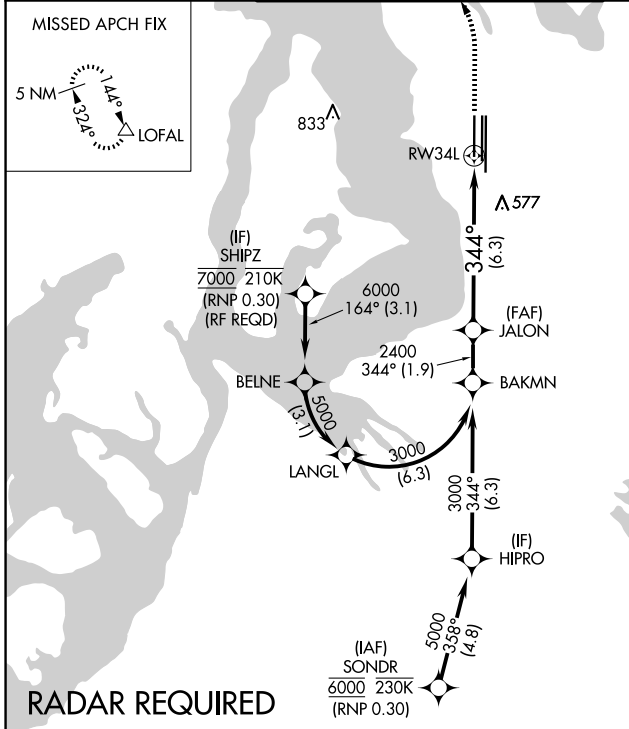 MISSED APCH FIX
5 NM
144°
324°
LOFAL
833
RW34L
577
344°
(6.3)
(IF)
SHIPZ
7000 210K
(RNP 0.30)
(RF REQD)
6000
164° (3.1)
(FAF)
JALON
2400
344° (1.9)
BELNE
BAKMN
5000
(3.1)
LANGL
3000
(6.3)
3000
344°
(6.3)
(IF)
HIPRO
5000
358°
(4.8)
(IAF)
SONDR
6000 230K
(RNP 0.30)
RADAR REQUIRED